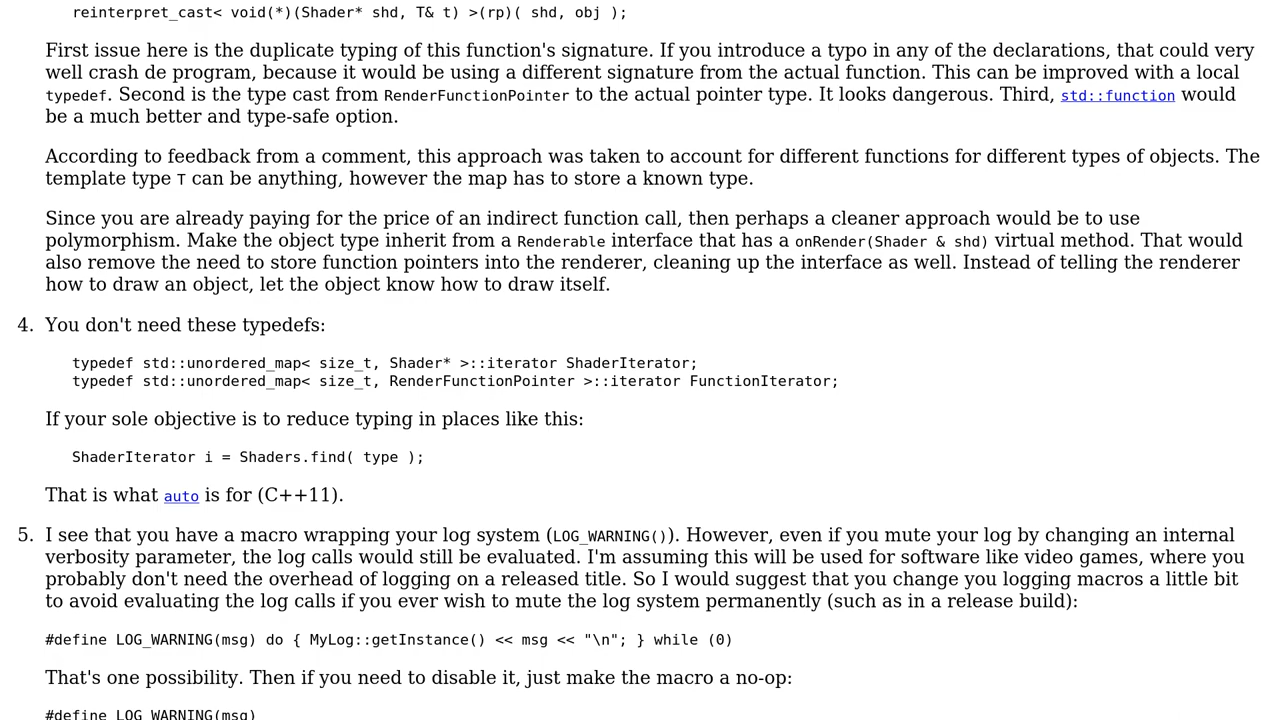 reinterpret_cast< void(*)(Shader* shd, T& t) >(rp)( shd, obj );
First issue here is the duplicate typing of this function's signature. If you introduce a typo in any of the declarations, that could very
well crash de program, because it would be using a different signature from the actual function. This can be improved with a local
typedef. Second is the type cast from RenderFunctionPointer to the actual pointer type. It looks dangerous. Third, std::function would
be a much better and type-safe option.
According to feedback from a comment, this approach was taken to account for different functions for different types of objects. The
template type T can be anything, however the map has to store a known type.
Since you are already paying for the price of an indirect function call, then perhaps a cleaner approach would be to use
polymorphism. Make the object type inherit from a Renderable interface that has a onRender(Shader & shd) virtual method. That would
also remove the need to store function pointers into the renderer, cleaning up the interface as well. Instead of telling the renderer
how to draw an object, let the object know how to draw itself.
4. You don't need these typedefs:
typedef std::unordered_map< size_t, Shader* >::iterator ShaderIterator;
typedef std::unordered_map< size_t, RenderFunctionPointer >::iterator FunctionIterator;
If your sole objective is to reduce typing in places like this:
ShaderIterator i = Shaders.find( type );
That is what auto is for (C++11).
5. I see that you have a macro wrapping your log system (LOG_WARNING()). However, even if you mute your log by changing an internal
verbosity parameter, the log calls would still be evaluated. I'm assuming this will be used for software like video games, where you
probably don't need the overhead of logging on a released title. So I would suggest that you change you logging macros a little bit
to avoid evaluating the log calls if you ever wish to mute the log system permanently (such as in a release build):
#define LOG_WARNING(msg) do { MyLog::getInstance() << msg << "\n"; } while (0)
That's one possibility. Then if you need to disable it, just make the macro a no-op:
#define LOG_WARNING(msg)